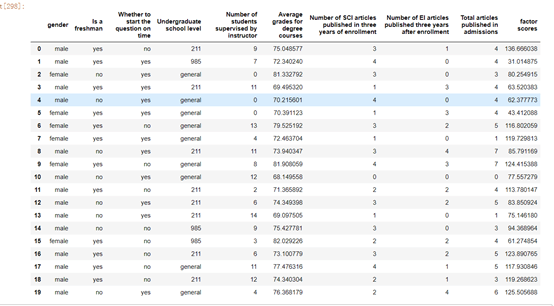 t[298]:
gender
Is a
freshman
Whether to
start the
question on
time
Undergraduate
school level
Number of
students
supervised by
instructor
Average
grades for
degree
courses
Number of SCI articles
published in three
years of enrollment
Number of EI articles
published three years
after enrollment
Total articles
published in
admissions
factor
scores
0 male yes no 211 9 75.048577 3 1 4 136.666038
1 male yes yes 985 7 72.340240 4 0 4 31.014875
2 female no yes general 0 81.332792 3 0 3 80.254915
3 male yes yes 211 11 69.495320 1 3 4 63.520383
4 male no yes general 0 70.215601 4 0 4 62.377773
5 female yes yes general 0 70.391123 1 3 4 43.412088
6 female yes no general 13 79.525192 3 2 5 116.802059
7 female no yes general 4 72.463704 1 0 1 119.729813
8 male no yes 211 11 73.940347 3 4 7 85.791169
9 female yes no general 8 81.908059 4 3 7 124.415388
10 male no no general 12 68.149558 0 0 0 77.557279
11 male yes yes 211 2 71.365892 2 2 4 113.780147
12 male yes yes 211 6 74.349398 3 2 5 83.850924
13 male no yes 211 14 69.097505 1 0 1 75.146180
14 male no no 985 9 75.427781 3 0 3 94.368964
15 female yes no 985 3 82.029226 2 2 4 61.274854
16 male yes no 211 6 73.100779 3 2 5 123.890765
17 male yes yes general 11 77.476316 4 1 5 117.930846
18 male yes yes 211 12 74.340304 2 1 3 119.268623
19 male no yes general 4 76.368179 2 4 6 125.505688